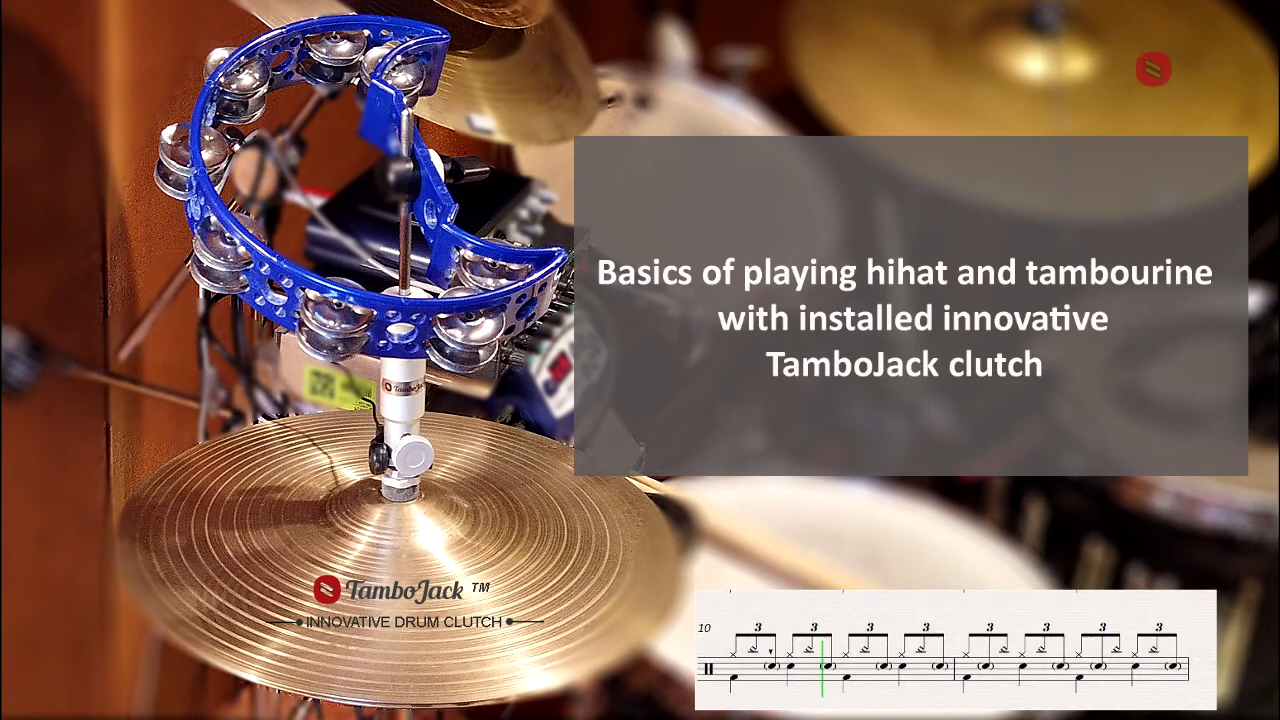 Basics of playing hihat and tambourine
with installed innovative
TamboJack clutch
TamboJack
TamboJack ™
INNOVATIVE DRUM CLUTCH
10
3 3 3 3 3 3 3 3